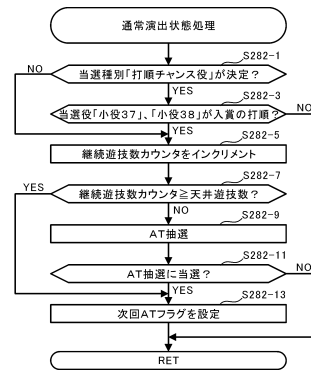 通常演出状態処理
S282-1
NO
当選種別「打順チャンス役」が決定？
YES
S282-3
当選役「小役37」、「小役38」が入賞の打順？
NO
YES
S282-5
継続遊技数カウンタをインクリメント
S282-7
YES
継続遊技数カウンタ≧天井遊技数？
NO
S282-9
AT抽選
S282-11
AT抽選に当選？
NO
YES
S282-13
次回ATフラグを設定
RET